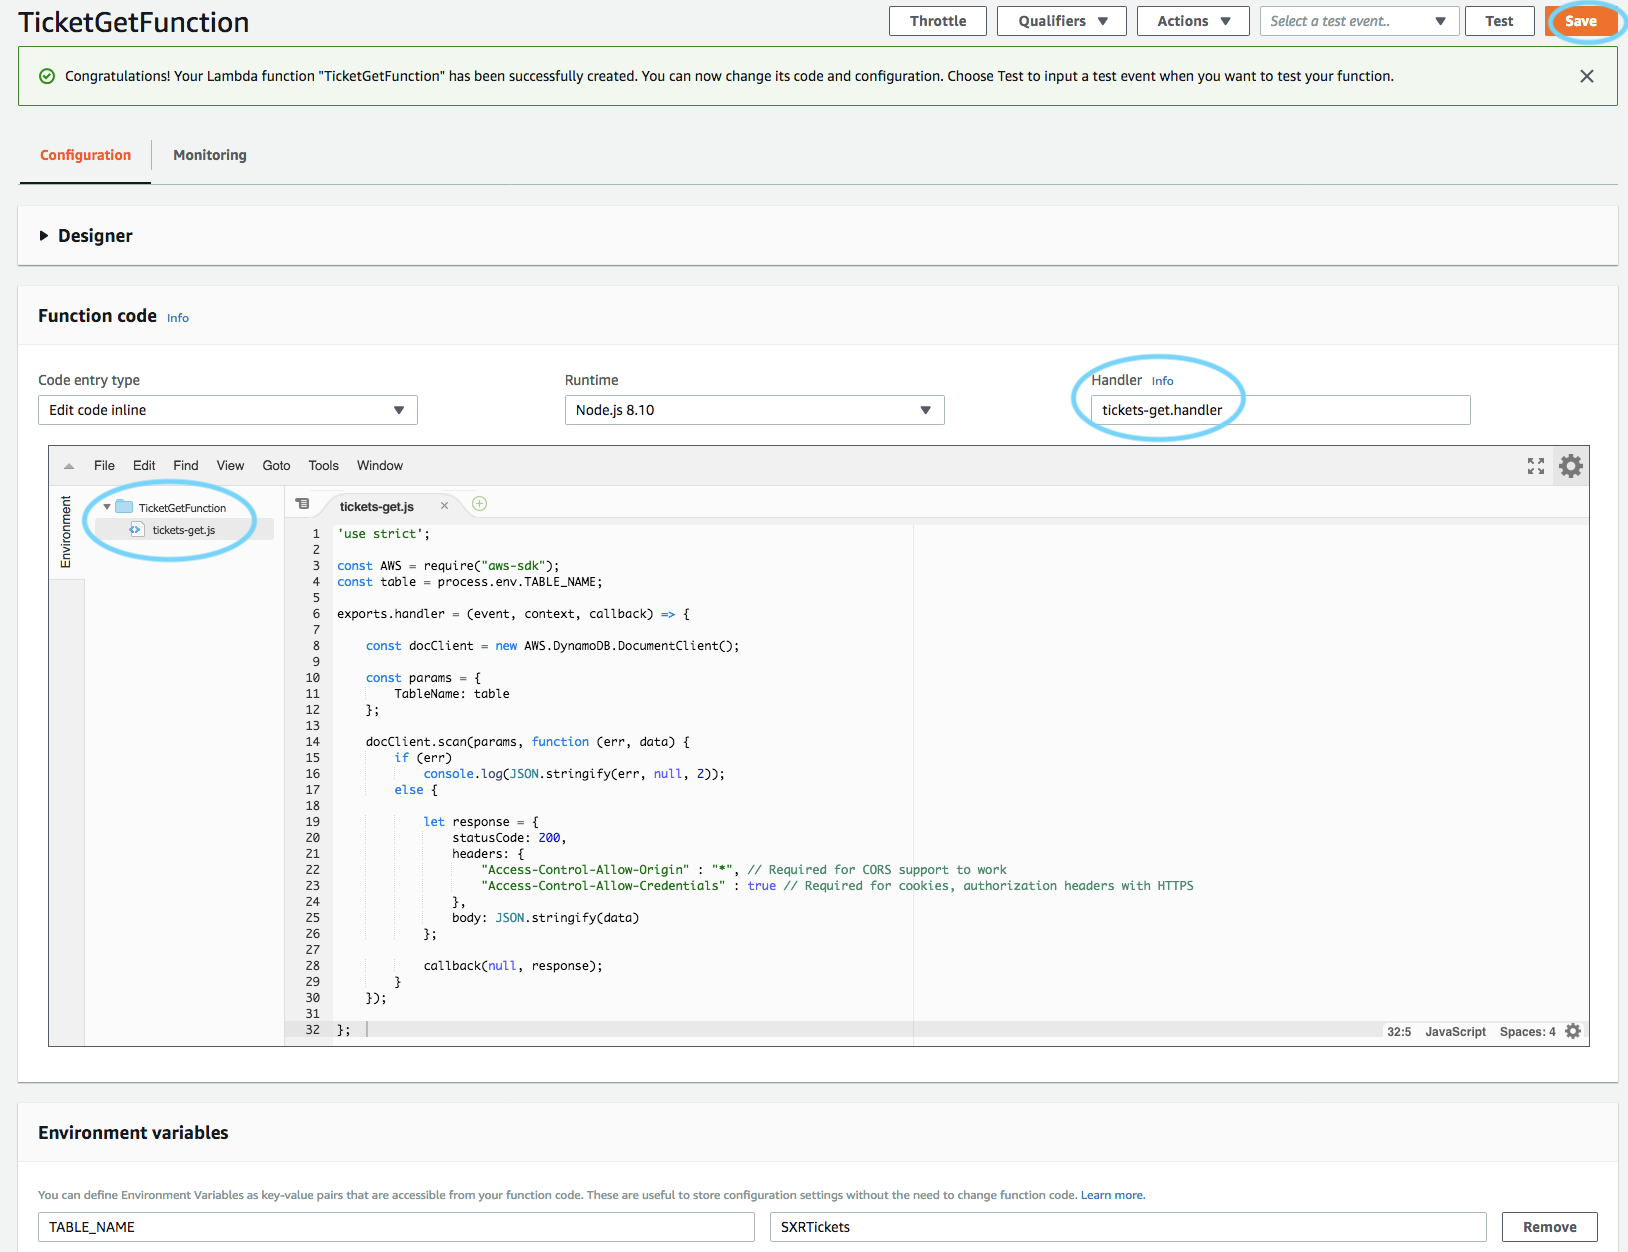 TicketGetFunction
Throttle Qualifiers Actions Select a test event.. Test Save
Congratulations! Your Lambda function "TicketGetFunction" has been successfully created. You can now change its code and configuration. Choose Test to input a test event when you want to test your function.
Configuration Monitoring
Designer
Function code Info
Code entry type Runtime Handler Info
Edit code inline Node.js 8.10 tickets-get.handler
File Edit Find View Goto Tools Window
Environment
TicketGetFunction
tickets-get.js
tickets-get.js
1 'use strict';
2
3 const AWS = require("aws-sdk");
4 const table = process.env.TABLE_NAME;
5
6 exports.handler = (event, context, callback) => {
7
8 const docClient = new AWS.DynamoDB.DocumentClient();
9
10 const params = {
11 TableName: table
12 };
13
14 docClient.scan(params, function (err, data) {
15 if (err)
16 console.log(JSON.stringify(err, null, 2));
17 else {
18
19 let response = {
20 statusCode: 200,
21 headers: {
22 "Access-Control-Allow-Origin" : "*", // Required for CORS support to work
23 "Access-Control-Allow-Credentials" : true // Required for cookies, authorization headers with HTTPS
24 },
25 body: JSON.stringify(data)
26 };
27
28 callback(null, response);
29 }
30 });
31
32 };
32:5 JavaScript Spaces: 4
Environment variables
You can define Environment Variables as key-value pairs that are accessible from your function code. These are useful to store configuration settings without the need to change function code. Learn more.
TABLE_NAME SXRTickets Remove